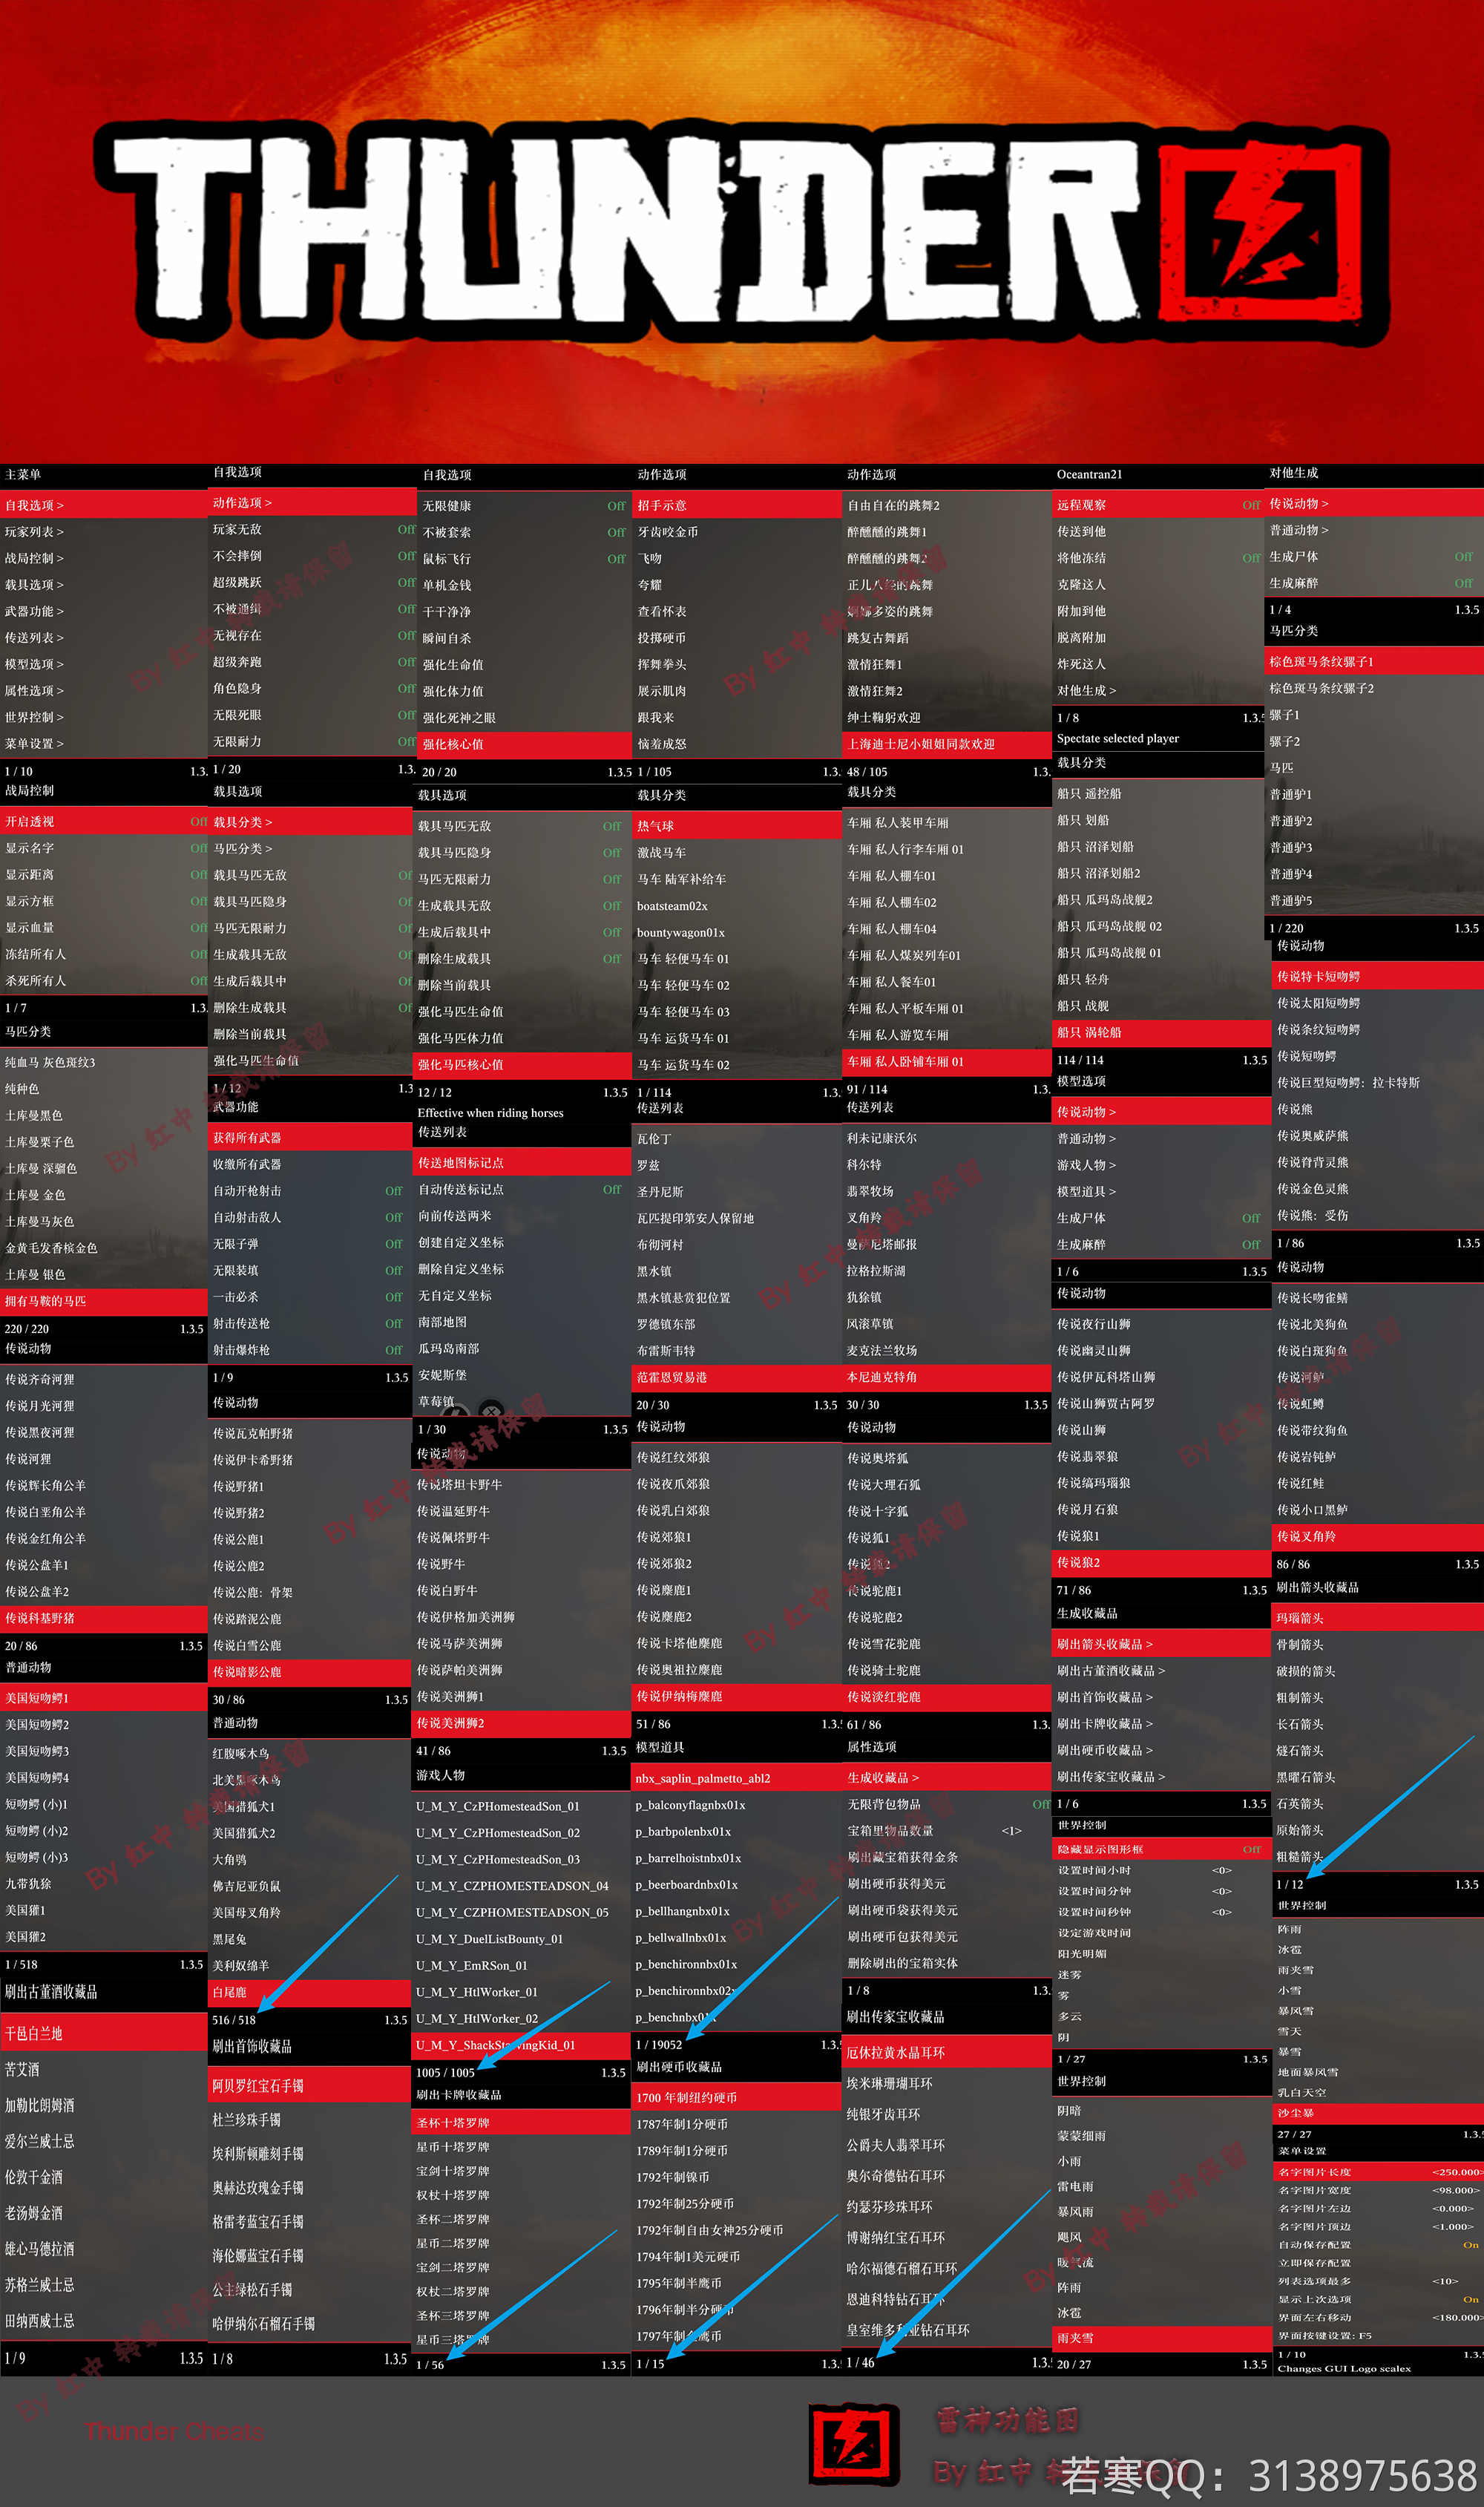 THUNDER
主菜单
自我选项 >
玩家列表 >
战局控制 >
载具选项 >
武器功能 >
传送列表 >
模型选项 >
属性选项 >
世界控制 >
菜单设置 >
1 / 10 1.3.
战局控制
开启透视 Off
显示名字 Off
显示距离 Off
显示方框 Off
显示血量 Off
冻结所有人 Off
杀死所有人 Off
1 / 7 1.3.
马匹分类
纯血马 灰色斑纹3
纯种色
土库曼黑色
土库曼栗子色
土库曼 深骝色
土库曼 金色
土库曼马灰色
金黄毛发香槟金色
土库曼 银色
拥有马鞍的马匹
220 / 220 1.3.5
传说动物
传说齐奇河狸
传说月光河狸
传说黑夜河狸
传说河狸
传说辉长角公羊
传说白垩角公羊
传说金红角公羊
传说公盘羊1
传说公盘羊2
传说科基野猪
20 / 86 1.3.5
普通动物
美国短吻鳄1
美国短吻鳄2
美国短吻鳄3
美国短吻鳄4
短吻鳄 (小)1
短吻鳄 (小)2
短吻鳄 (小)3
九带犰狳
美国獾1
美国獾2
1 / 518 1.3.5
刷出古董酒收藏品
干邑白兰地
苦艾酒
加勒比朗姆酒
爱尔兰威士忌
伦敦干金酒
老汤姆金酒
雄心马德拉酒
苏格兰威士忌
田纳西威士忌
1 / 9 1.3.5
自我选项
动作选项 >
玩家无敌 Off
不会摔倒 Off
超级跳跃 Off
不被通缉 Off
无视存在 Off
超级奔跑 Off
角色隐身 Off
无限死眼 Off
无限耐力 Off
1 / 20 1.3.
载具选项
载具分类 >
马匹分类 >
载具马匹无敌 Of
载具马匹隐身 Of
马匹无限耐力 Of
生成载具无敌 Of
生成后载具中 Of
删除生成载具 Of
删除当前载具
强化马匹生命值
1 / 12 1.3
武器功能
获得所有武器
收缴所有武器
自动开枪射击 Off
自动射击敌人 Off
无限子弹 Off
无限装填 Off
一击必杀 Off
射击传送枪 Off
射击爆炸枪 Off
1 / 9 1.3.5
传说动物
传说瓦克帕野猪
传说伊卡希野猪
传说野猪1
传说野猪2
传说公鹿1
传说公鹿2
传说公鹿：骨架
传说踏泥公鹿
传说白雪公鹿
传说暗影公鹿
30 / 86 1.3.5
普通动物
红腹啄木鸟
北美黑啄木鸟
美国猎狐犬1
美国猎狐犬2
大角鸮
佛吉尼亚负鼠
美国母叉角羚
黑尾兔
美利奴绵羊
白尾鹿
516 / 518 1.3.5
刷出首饰收藏品
阿贝罗红宝石手镯
杜兰珍珠手镯
埃利斯顿雕刻手镯
奥赫达玫瑰金手镯
格雷考蓝宝石手镯
海伦娜蓝宝石手镯
公主绿松石手镯
哈伊纳尔石榴石手镯
1 / 8 1.3.5
自我选项
无限健康 Off
不被套索 Off
鼠标飞行 Off
单机金钱
干干净净
瞬间自杀
强化生命值
强化体力值
强化死神之眼
强化核心值
20 / 20 1.3.5
载具选项
载具马匹无敌 Off
载具马匹隐身 Off
马匹无限耐力 Off
生成载具无敌 Off
生成后载具中 Off
删除生成载具 Off
删除当前载具
强化马匹生命值
强化马匹体力值
强化马匹核心值
12 / 12 1.3.5
Effective when riding horses
传送列表
传送地图标记点
自动传送标记点 Off
向前传送两米
创建自定义坐标
删除自定义坐标
无自定义坐标
南部地图
瓜玛岛南部
安妮斯堡
草莓镇
1 / 30 1.3.5
传说动物
传说塔坦卡野牛
传说温延野牛
传说佩塔野牛
传说野牛
传说白野牛
传说伊格加美洲狮
传说马萨美洲狮
传说萨帕美洲狮
传说美洲狮1
传说美洲狮2
41 / 86 1.3.5
游戏人物
U_M_Y_CzPHomesteadSon_01
U_M_Y_CzPHomesteadSon_02
U_M_Y_CzPHomesteadSon_03
U_M_Y_CZPHOMESTEADSON_04
U_M_Y_CZPHOMESTEADSON_05
U_M_Y_DuelListBounty_01
U_M_Y_EmRSon_01
U_M_Y_HtlWorker_01
U_M_Y_HtlWorker_02
U_M_Y_ShackStarvingKid_01
1005 / 1005 1.3.5
刷出卡牌收藏品
圣杯十塔罗牌
星币十塔罗牌
宝剑十塔罗牌
权杖十塔罗牌
圣杯二塔罗牌
星币二塔罗牌
宝剑二塔罗牌
权杖二塔罗牌
圣杯三塔罗牌
星币三塔罗牌
1 / 56 1.3.5
动作选项
招手示意
牙齿咬金币
飞吻
夸耀
查看怀表
投掷硬币
挥舞拳头
展示肌肉
跟我来
恼羞成怒
1 / 105 1.3.
载具分类
热气球
激战马车
马车 陆军补给车
boatsteam02x
bountywagon01x
马车 轻便马车 01
马车 轻便马车 02
马车 轻便马车 03
马车 运货马车 01
马车 运货马车 02
1 / 114 1.3.
传送列表
瓦伦丁
罗兹
圣丹尼斯
瓦匹提印第安人保留地
布彻河村
黑水镇
黑水镇悬赏犯位置
罗德镇东部
布雷斯韦特
范霍恩贸易港
20 / 30 1.3.5
传说动物
传说红纹郊狼
传说夜爪郊狼
传说乳白郊狼
传说郊狼1
传说郊狼2
传说麋鹿1
传说麋鹿2
传说卡塔他麋鹿
传说奥祖拉麋鹿
传说伊纳梅麋鹿
51 / 86 1.3.5
模型道具
nbx_saplin_palmetto_abl2
p_balconyflagnbx01x
p_barbpolenbx01x
p_barrelhoistnbx01x
p_beerboardnbx01x
p_bellhangnbx01x
p_bellwallnbx01x
p_benchironnbx01x
p_benchironnbx02x
p_benchnbx01x
1 / 19052 1.3.
刷出硬币收藏品
1700 年制纽约硬币
1787年制1分硬币
1789年制1分硬币
1792年制镍币
1792年制25分硬币
1792年制自由女神25分硬币
1794年制1美元硬币
1795年制半鹰币
1796年制半分硬币
1797年制金鹰币
1 / 15 1.3.
动作选项
自由自在的跳舞2
醉醺醺的跳舞1
醉醺醺的跳舞2
正儿八经的跳舞
婀娜多姿的跳舞
跳复古舞蹈
激情狂舞1
激情狂舞2
绅士鞠躬欢迎
上海迪士尼小姐姐同款欢迎
48 / 105 1.3.
载具分类
车厢 私人装甲车厢
车厢 私人行李车厢 01
车厢 私人棚车01
车厢 私人棚车02
车厢 私人棚车04
车厢 私人煤炭列车01
车厢 私人餐车01
车厢 私人平板车厢 01
车厢 私人游览车厢
车厢 私人卧铺车厢 01
91 / 114 1.3.
传送列表
利未记康沃尔
科尔特
翡翠牧场
叉角羚
曼萨尼塔邮报
拉格拉斯湖
犰狳镇
风滚草镇
麦克法兰牧场
本尼迪克特角
30 / 30 1.3.5
传说动物
传说奥塔狐
传说大理石狐
传说十字狐
传说狐1
传说狐2
传说驼鹿1
传说驼鹿2
传说雪花驼鹿
传说骑士驼鹿
传说淡红驼鹿
61 / 86 1.3.
属性选项
生成收藏品 >
无限背包物品 Off
宝箱里物品数量 <1>
刷出藏宝箱获得金条
刷出硬币获得美元
刷出硬币袋获得美元
刷出硬币包获得美元
删除刷出的宝箱实体
1 / 8 1.3.
刷出传家宝收藏品
厄休拉黄水晶耳环
埃米琳珊瑚耳环
纯银牙齿耳环
公爵夫人翡翠耳环
奥尔奇德钻石耳环
约瑟芬珍珠耳环
博谢纳红宝石耳环
哈尔福德石榴石耳环
恩迪科特钻石耳环
皇室维多利亚钻石耳环
1 / 46 1.3.
Oceantran21
远程观察 Off
传送到他
将他冻结 Off
克隆这人
附加到他
脱离附加
炸死这人
对他生成 >
1 / 8 1.3.5
Spectate selected player
载具分类
船只 遥控船
船只 划船
船只 沼泽划船
船只 沼泽划船2
船只 瓜玛岛战舰2
船只 瓜玛岛战舰 02
船只 瓜玛岛战舰 01
船只 轻舟
船只 战舰
船只 涡轮船
114 / 114 1.3.5
模型选项
传说动物 >
普通动物 >
游戏人物 >
模型道具 >
生成尸体 Off
生成麻醉 Off
1 / 6 1.3.5
传说动物
传说夜行山狮
传说幽灵山狮
传说伊瓦科塔山狮
传说山狮贾古阿罗
传说山狮
传说翡翠狼
传说缟玛瑙狼
传说月石狼
传说狼1
传说狼2
71 / 86 1.3.5
生成收藏品
刷出箭头收藏品 >
刷出古董酒收藏品 >
刷出首饰收藏品 >
刷出卡牌收藏品 >
刷出硬币收藏品 >
刷出传家宝收藏品 >
1 / 6 1.3.5
世界控制
隐藏显示图形框 Off
设置时间小时 <0>
设置时间分钟 <0>
设置时间秒钟 <0>
设定游戏时间
阳光明媚
迷雾
雾
多云
阴
1 / 27 1.3.5
世界控制
阴暗
蒙蒙细雨
小雨
雷电雨
暴风雨
飓风
暖气流
阵雨
冰雹
雨夹雪
20 / 27 1.3.5
对他生成
传说动物 >
普通动物 >
生成尸体 Off
生成麻醉 Off
1 / 4 1.3.5
马匹分类
棕色斑马条纹骡子1
棕色斑马条纹骡子2
骡子1
骡子2
马匹
普通驴1
普通驴2
普通驴3
普通驴4
普通驴5
1 / 220 1.3.5
传说动物
传说特卡短吻鳄
传说太阳短吻鳄
传说条纹短吻鳄
传说短吻鳄
传说巨型短吻鳄：拉卡特斯
传说熊
传说奥威萨熊
传说脊背灵熊
传说金色灵熊
传说熊：受伤
1 / 86 1.3.5
传说动物
传说长吻雀鳝
传说北美狗鱼
传说白斑狗鱼
传说河鲈
传说虹鳟
传说带纹狗鱼
传说岩钝鲈
传说红鲑
传说小口黑鲈
传说叉角羚
86 / 86 1.3.5
刷出箭头收藏品
玛瑙箭头
骨制箭头
破损的箭头
粗制箭头
长石箭头
燧石箭头
黑曜石箭头
石英箭头
原始箭头
粗糙箭头
1 / 12 1.3.5
世界控制
阵雨
冰雹
雨夹雪
小雪
暴风雪
雪天
暴雪
地面暴风雪
乳白天空
沙尘暴
27 / 27 1.3.
菜单设置
名字图片长度 <250.000>
名字图片宽度 <98.000>
名字图片左边 <0.000>
名字图片顶边 <1.000>
自动保存配置 On
立即保存配置
列表选项最多 <10>
显示上次选项 On
界面左右移动 <180.000>
界面按键设置: F5
1 / 10 1.3.
Changes GUI Logo scalex
By 红中 转载请保留
By 红中 转载请保留
By 红中 转载请保留
By 红中 转载请保留
By 红中 转载请保留
By 红中 转载请保留
By 红中 转载请保留
By 红中 转载请保留
By 红中 转载请保留
By 红中 转载请保留
By 红中 转载请保留
By 红中 转载请保留
Thunder Cheats
雷神功能图
By 红中 转
若寒QQ：3138975638